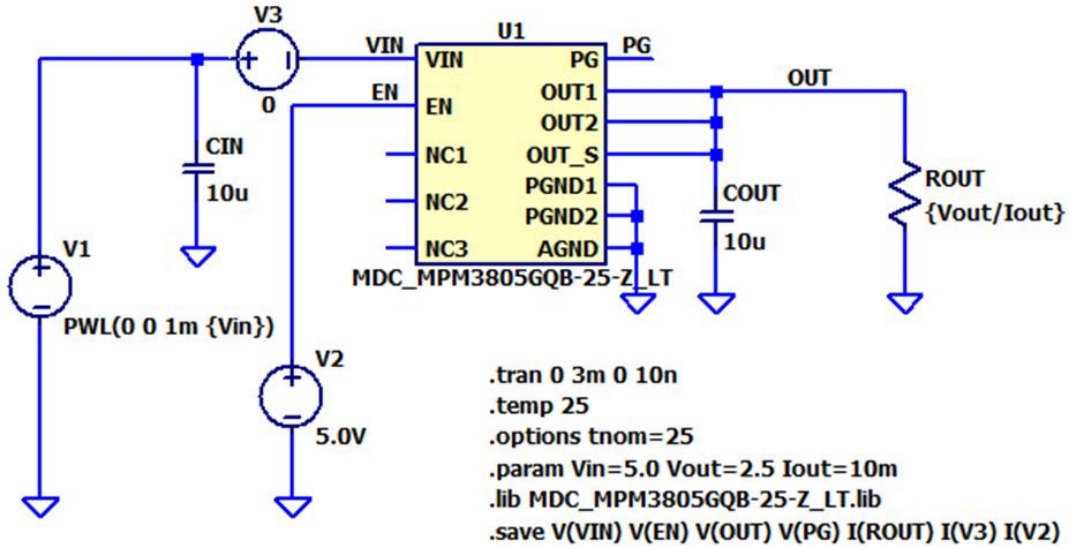 V3
0
VIN
EN
U1
VIN
EN
NC1
NC2
NC3
PG
OUT1
OUT2
OUT_S
PGND1
PGND2
AGND
MDC_MPM3805GQB-25-Z_LT
PG
OUT
CIN
10u
COUT
10u
ROUT
{Vout/Iout}
V1
PWL(0 0 1m {Vin})
V2
5.0V
.tran 0 3m 0 10n
.temp 25
.options tnom=25
.param Vin=5.0 Vout=2.5 Iout=10m
.lib MDC_MPM3805GQB-25-Z_LT.lib
.save V(VIN) V(EN) V(OUT) V(PG) I(ROUT) I(V3) I(V2)